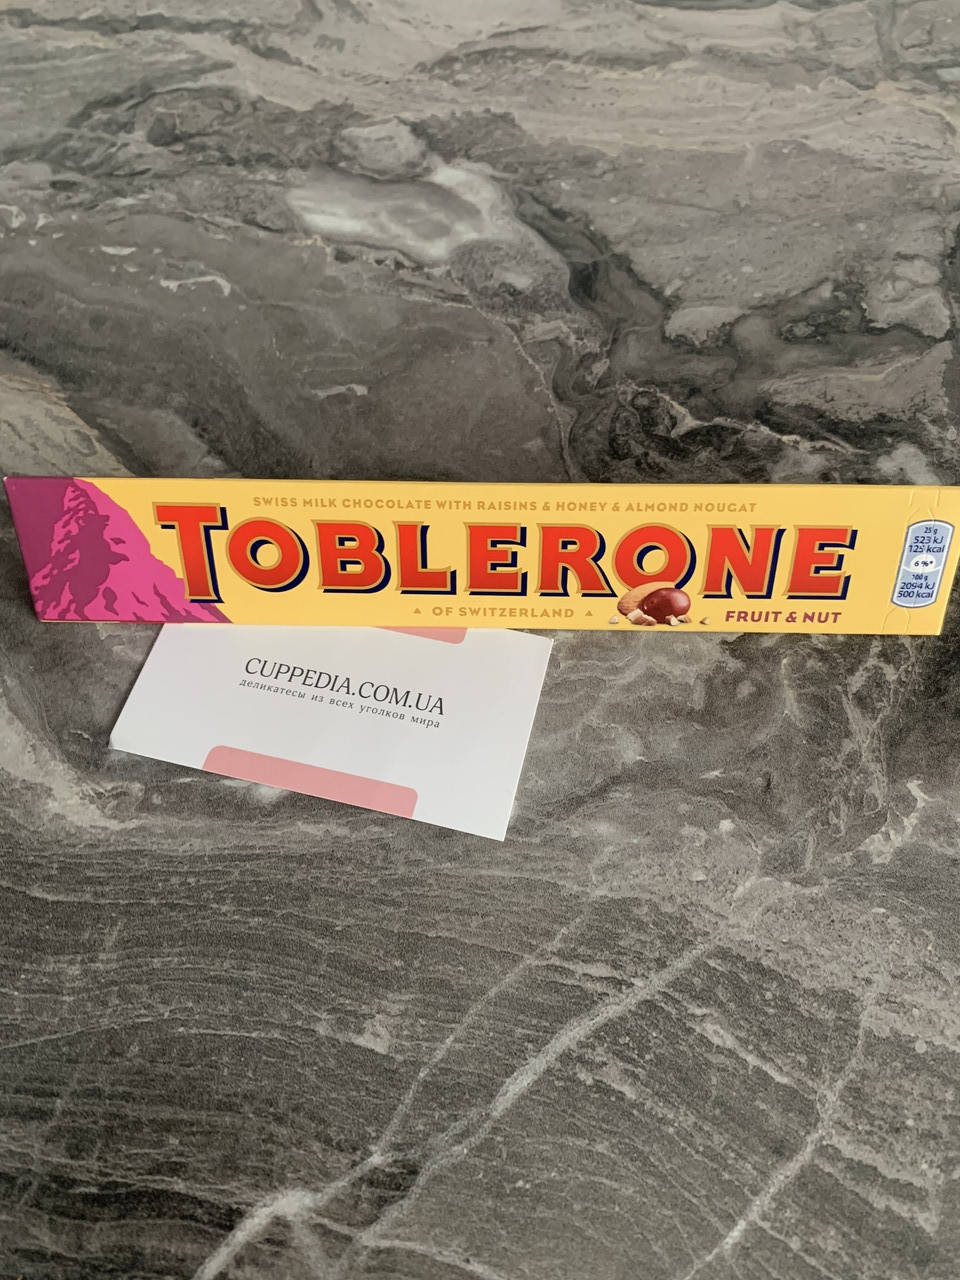 SWISS MILK CHOCOLATE WITH RAISINS & HONEY & ALMOND NOUGAT
TOBLERONE
▲ OF SWITZERLAND ▲
FRUIT & NUT
25 g
523 kJ
125 kcal
6 %*
100 g
2094 kJ
500 kcal
CUPPEDIA.COM.UA
деликатесы из всех уголков мира